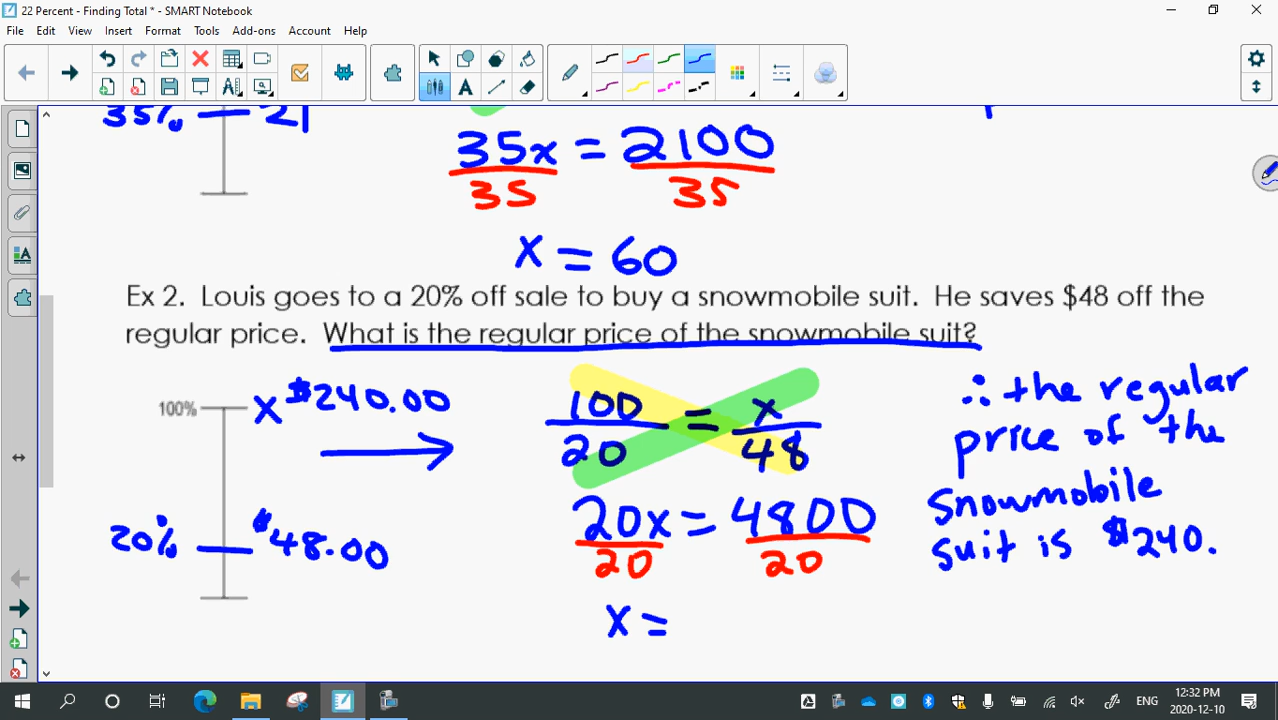 22 Percent - Finding Total * - SMART Notebook
File Edit View Insert Format Tools Add-ons Account Help
35% 21
35x = 2100
35 35
x = 60
Ex 2. Louis goes to a 20% off sale to buy a snowmobile suit. He saves $48 off the
regular price. What is the regular price of the snowmobile suit?
100% x $240.00
20% $48.00
100 = x
20 48
20x = 4800
20 20
x =
∴ the regular
price of the
snowmobile
suit is $240.
ENG
12:32 PM
2020-12-10